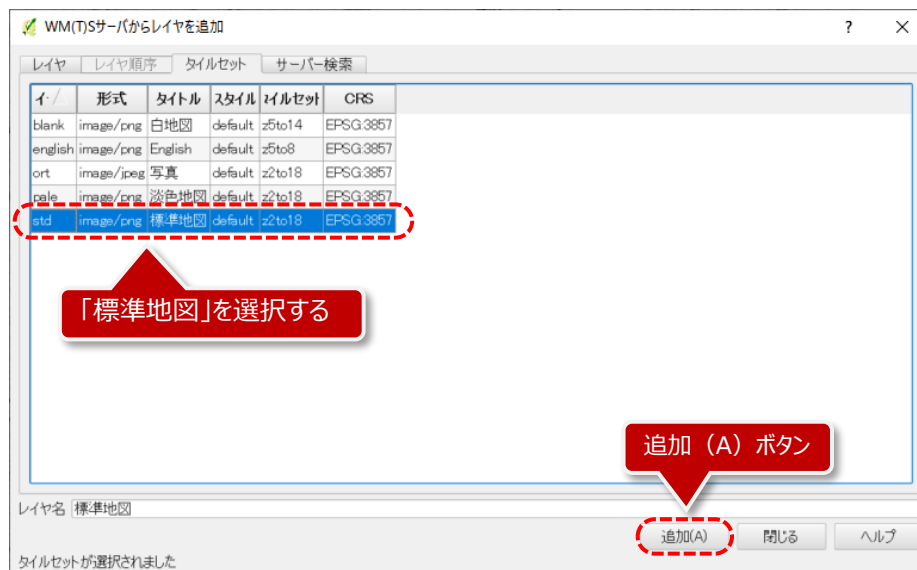 WM(T)Sサーバからレイヤを追加 ? ×
レイヤ レイヤ順序 タイルセット サーバー検索
イ· 形式 タイトル スタイル イルセット CRS
blank image/png 白地図 default z5to14 EPSG:3857
english image/png English default z5to8 EPSG:3857
ort image/jpeg 写真 default z2to18 EPSG:3857
pale image/png 淡色地図 default z2to18 EPSG:3857
std image/png 標準地図 default z2to18 EPSG:3857
「標準地図」を選択する
追加（A）ボタン
レイヤ名 標準地図
追加(A) 閉じる ヘルプ
タイルセットが選択されました